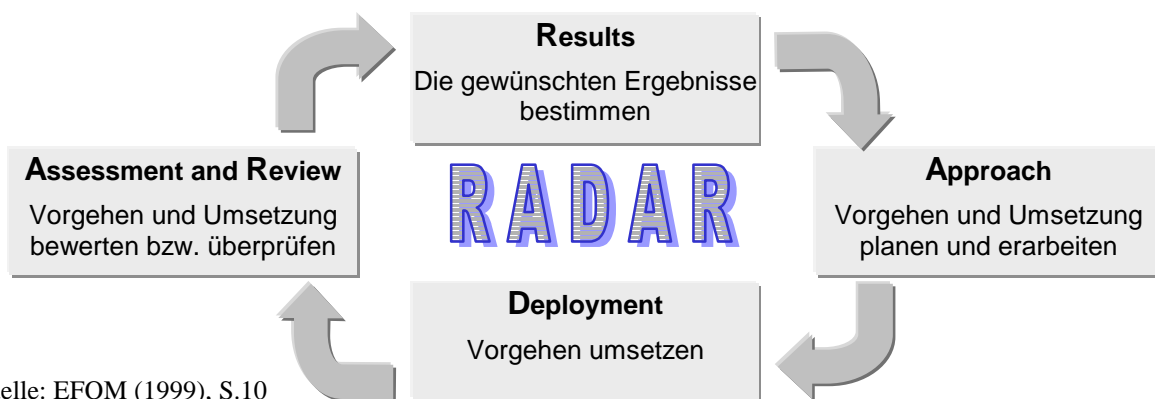 Results
Die gewünschten Ergebnisse
bestimmen
Assessment and Review
Vorgehen und Umsetzung
bewerten bzw. überprüfen
RADAR
Approach
Vorgehen und Umsetzung
planen und erarbeiten
Deployment
Vorgehen umsetzen
elle: EFQM (1999), S.10